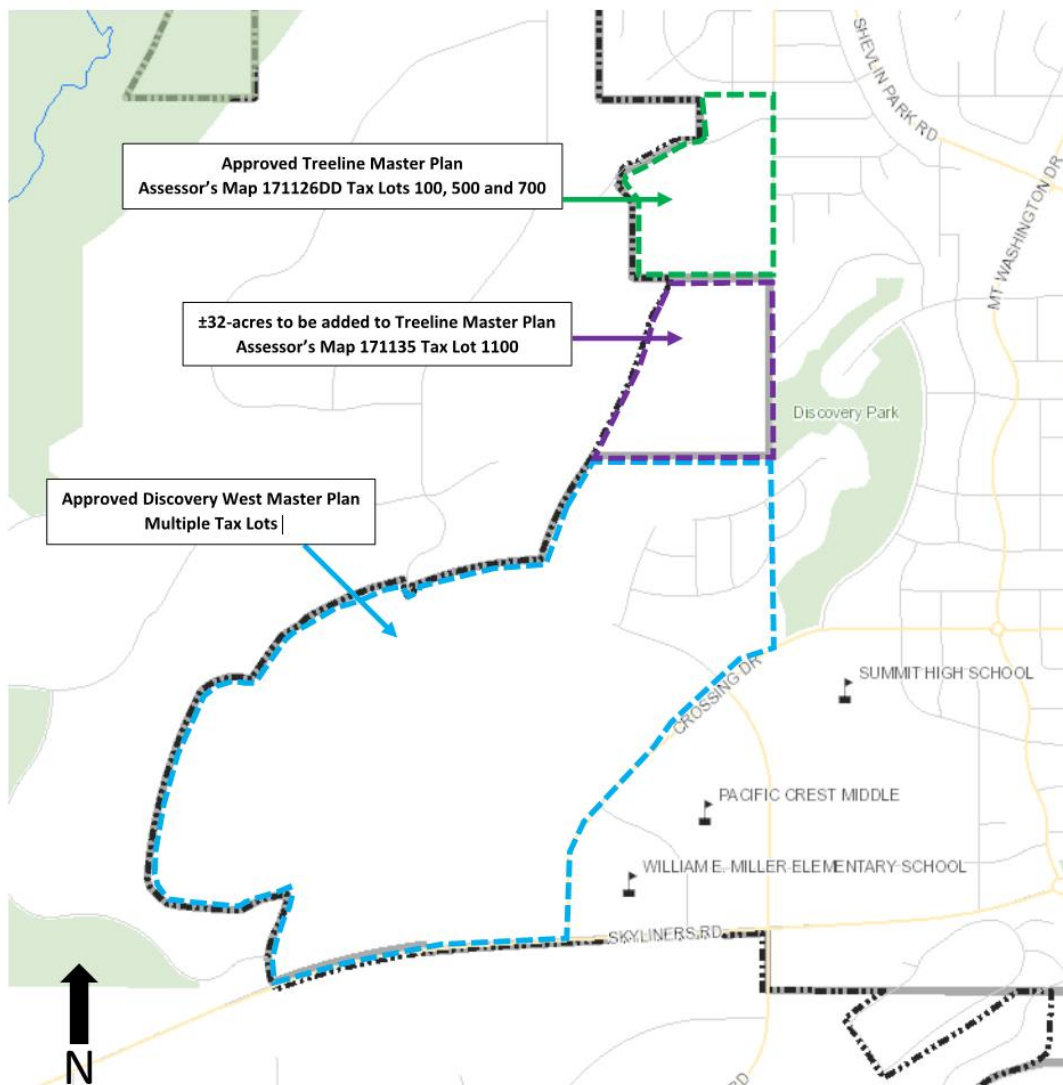 SHEVLIN PARK RD
MT WASHINGTON DR
Approved Treeline Master Plan
Assessor's Map 171126DD Tax Lots 100, 500 and 700
±32-acres to be added to Treeline Master Plan
Assessor's Map 171135 Tax Lot 1100
Discovery Park
Approved Discovery West Master Plan
Multiple Tax Lots
CROSSING DR
SUMMIT HIGH SCHOOL
PACIFIC CREST MIDDLE
WILLIAM E. MILLER ELEMENTARY SCHOOL
SKYLINERS RD
N
SKYLINERS RD